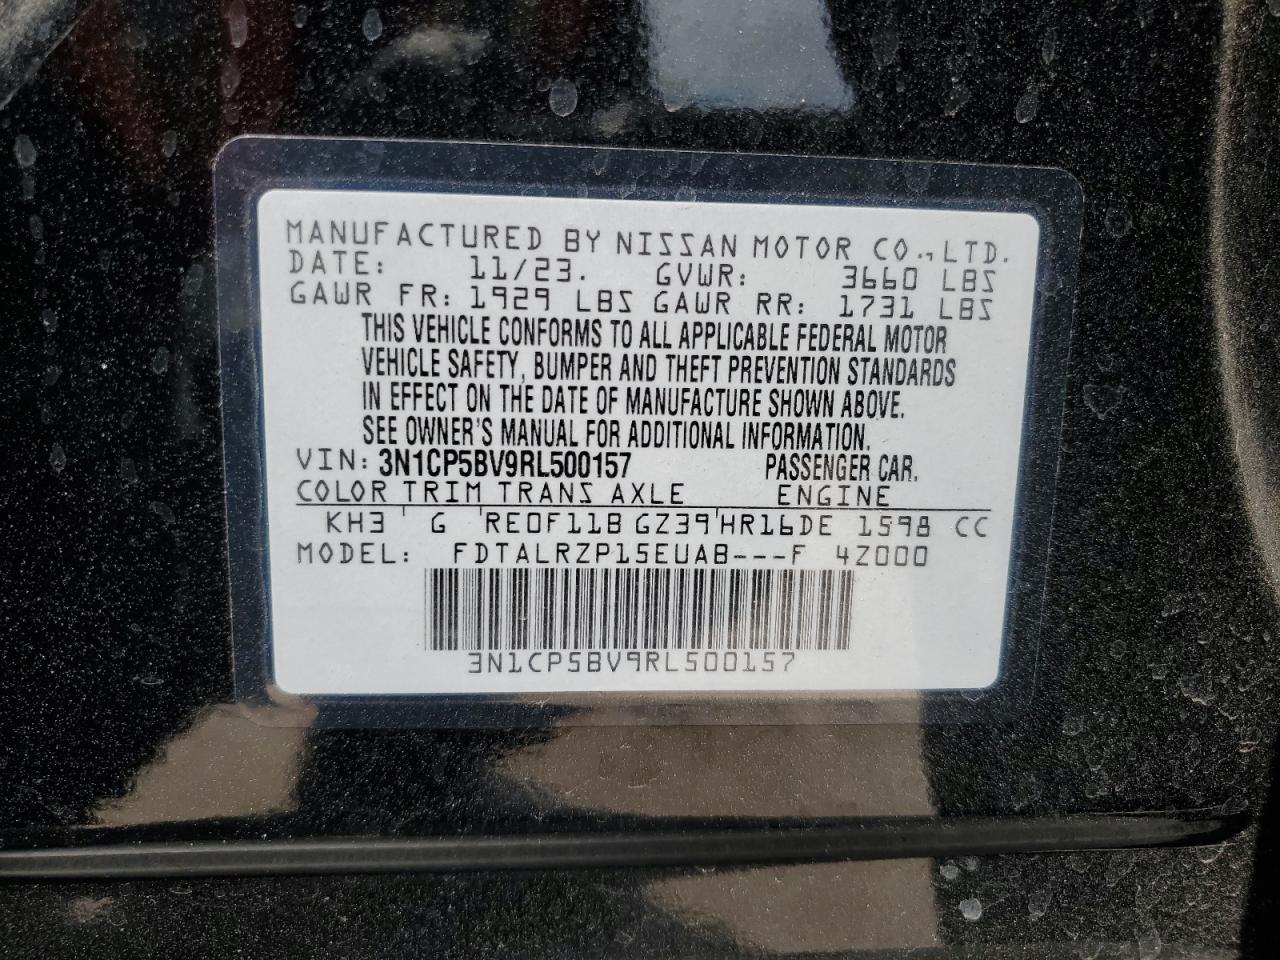 MANUFACTURED BY NISSAN MOTOR CO., LTD.
DATE: 11/23. GVWR: 3660 LBS
GAWR FR: 1929 LBS GAWR RR: 1731 LBS
THIS VEHICLE CONFORMS TO ALL APPLICABLE FEDERAL MOTOR
VEHICLE SAFETY, BUMPER AND THEFT PREVENTION STANDARDS
IN EFFECT ON THE DATE OF MANUFACTURE SHOWN ABOVE.
SEE OWNER'S MANUAL FOR ADDITIONAL INFORMATION.
VIN: 3N1CP5BV9RL500157 PASSENGER CAR.
COLOR TRIM TRANS AXLE ENGINE
KH3 G RE0F11B GZ39 HR16DE 1598 CC
MODEL: FDTALRZP15EUAB---F 4Z000
3N1CP5BV9RL500157